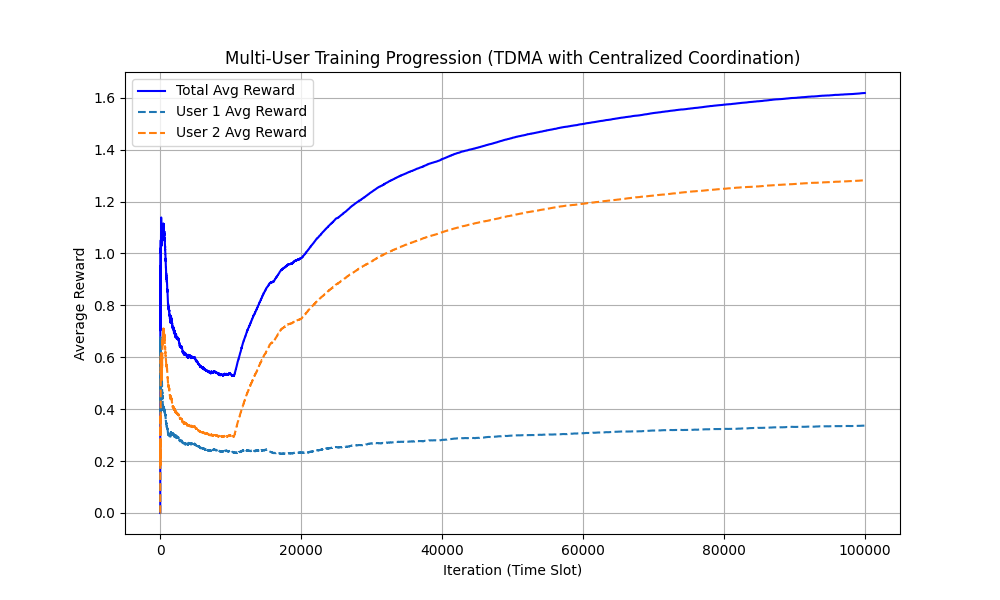 Multi-User Training Progression (TDMA with Centralized Coordination)
Total Avg Reward
User 1 Avg Reward
User 2 Avg Reward
Average Reward
1.6
1.4
1.2
1.0
0.8
0.6
0.4
0.2
0.0
0 20000 40000 60000 80000 100000
Iteration (Time Slot)